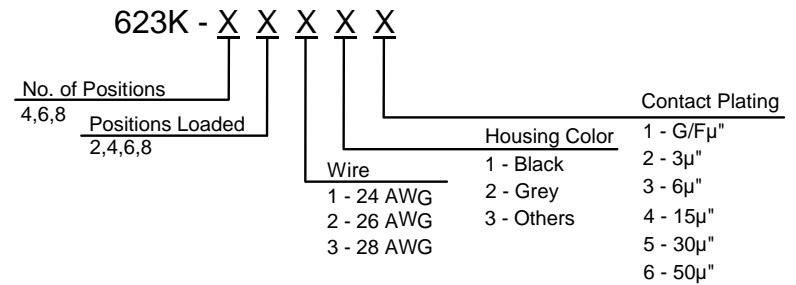 623K - X X X X X
No. of Positions
4,6,8
Positions Loaded
2,4,6,8
Wire
1 - 24 AWG
2 - 26 AWG
3 - 28 AWG
Housing Color
1 - Black
2 - Grey
3 - Others
Contact Plating
1 - G/Fµ"
2 - 3µ"
3 - 6µ"
4 - 15µ"
5 - 30µ"
6 - 50µ"